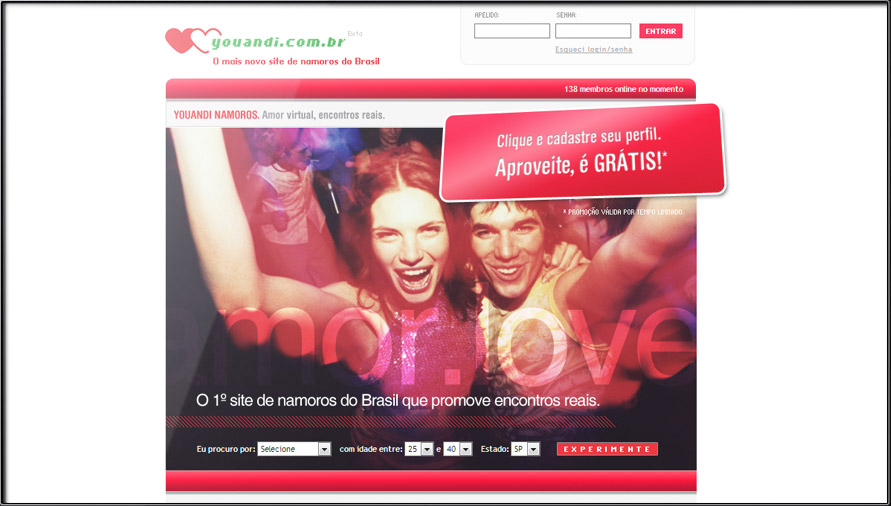 APELIDO:
SENHA:
ENTRAR
Esqueci login/senha
youandi.com.br Beta
O mais novo site de namoros do Brasil
138 membros online no momento
YOUANDI NAMOROS. Amor virtual, encontros reais.
Clique e cadastre seu perfil.
Aproveite, é GRÁTIS!*
* PROMOÇÃO VÁLIDA POR TEMPO LIMITADO.
amor.love
O 1º site de namoros do Brasil que promove encontros reais.
Eu procuro por: Selecione com idade entre: 25 e 40 Estado: SP EXPERIMENTE